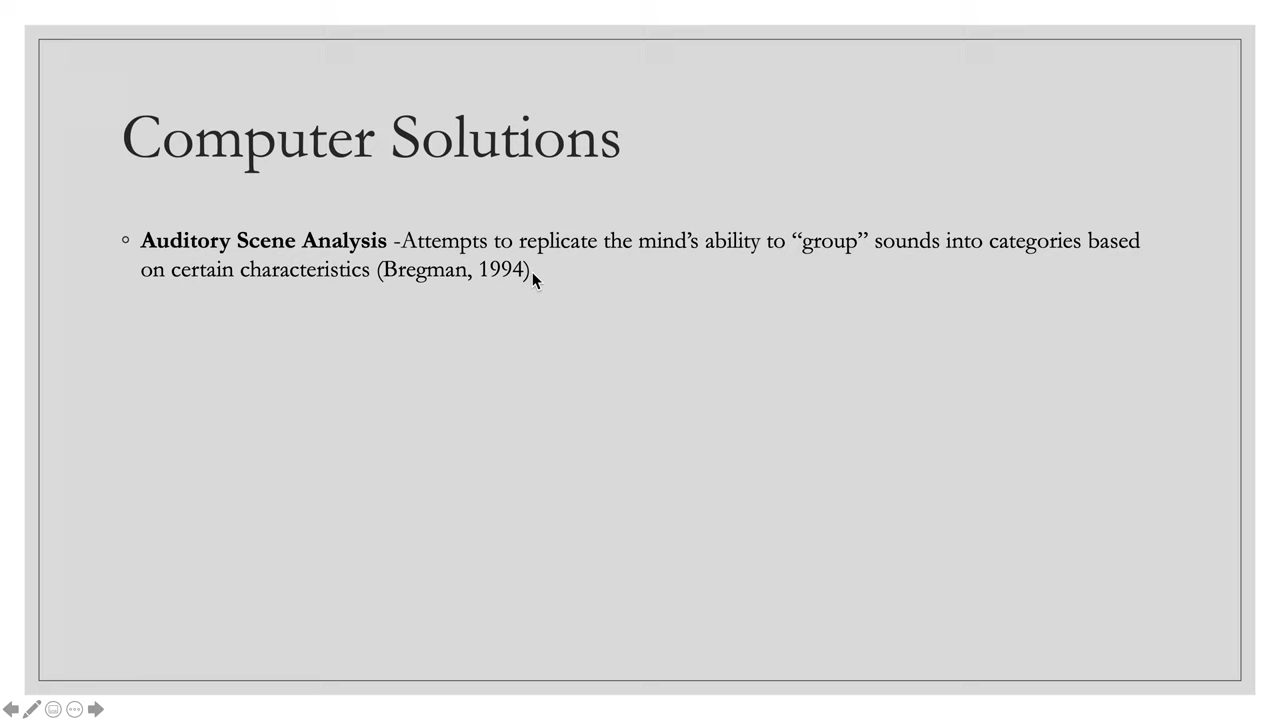 Computer Solutions
Auditory Scene Analysis -Attempts to replicate the mind’s ability to “group” sounds into categories based
on certain characteristics (Bregman, 1994)